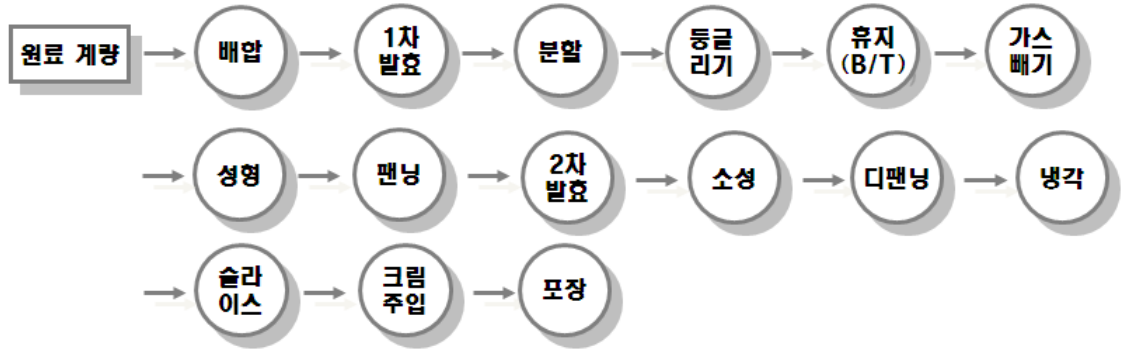 원료 계량
배합
1차
발효
분할
둥글
리기
휴지
(B/T)
가스
빼기
성형
팬닝
2차
발효
소성
디팬닝
냉각
슬라
이스
크림
주입
포장